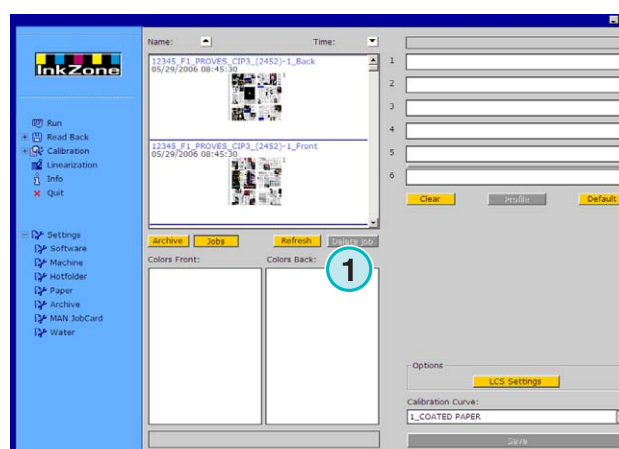 InkZone
Run
Read Back
Calibration
Linearization
Info
Quit
Settings
Software
Machine
Hotfolder
Paper
Archive
MAN JobCard
Water
Name:
Time:
12345_F1_PROVES_CIP3_(2452)-1_Back
05/29/2006 08:45:30
12345_F1_PROVES_CIP3_(2452)-1_Front
05/29/2006 08:45:30
Archive
Jobs
Refresh
Delete Job
1
Colors Front:
Colors Back:
1
2
3
4
5
6
Clear
Profile
Default
Options
LCS Settings
Calibration Curve:
1_COATED PAPER
Save